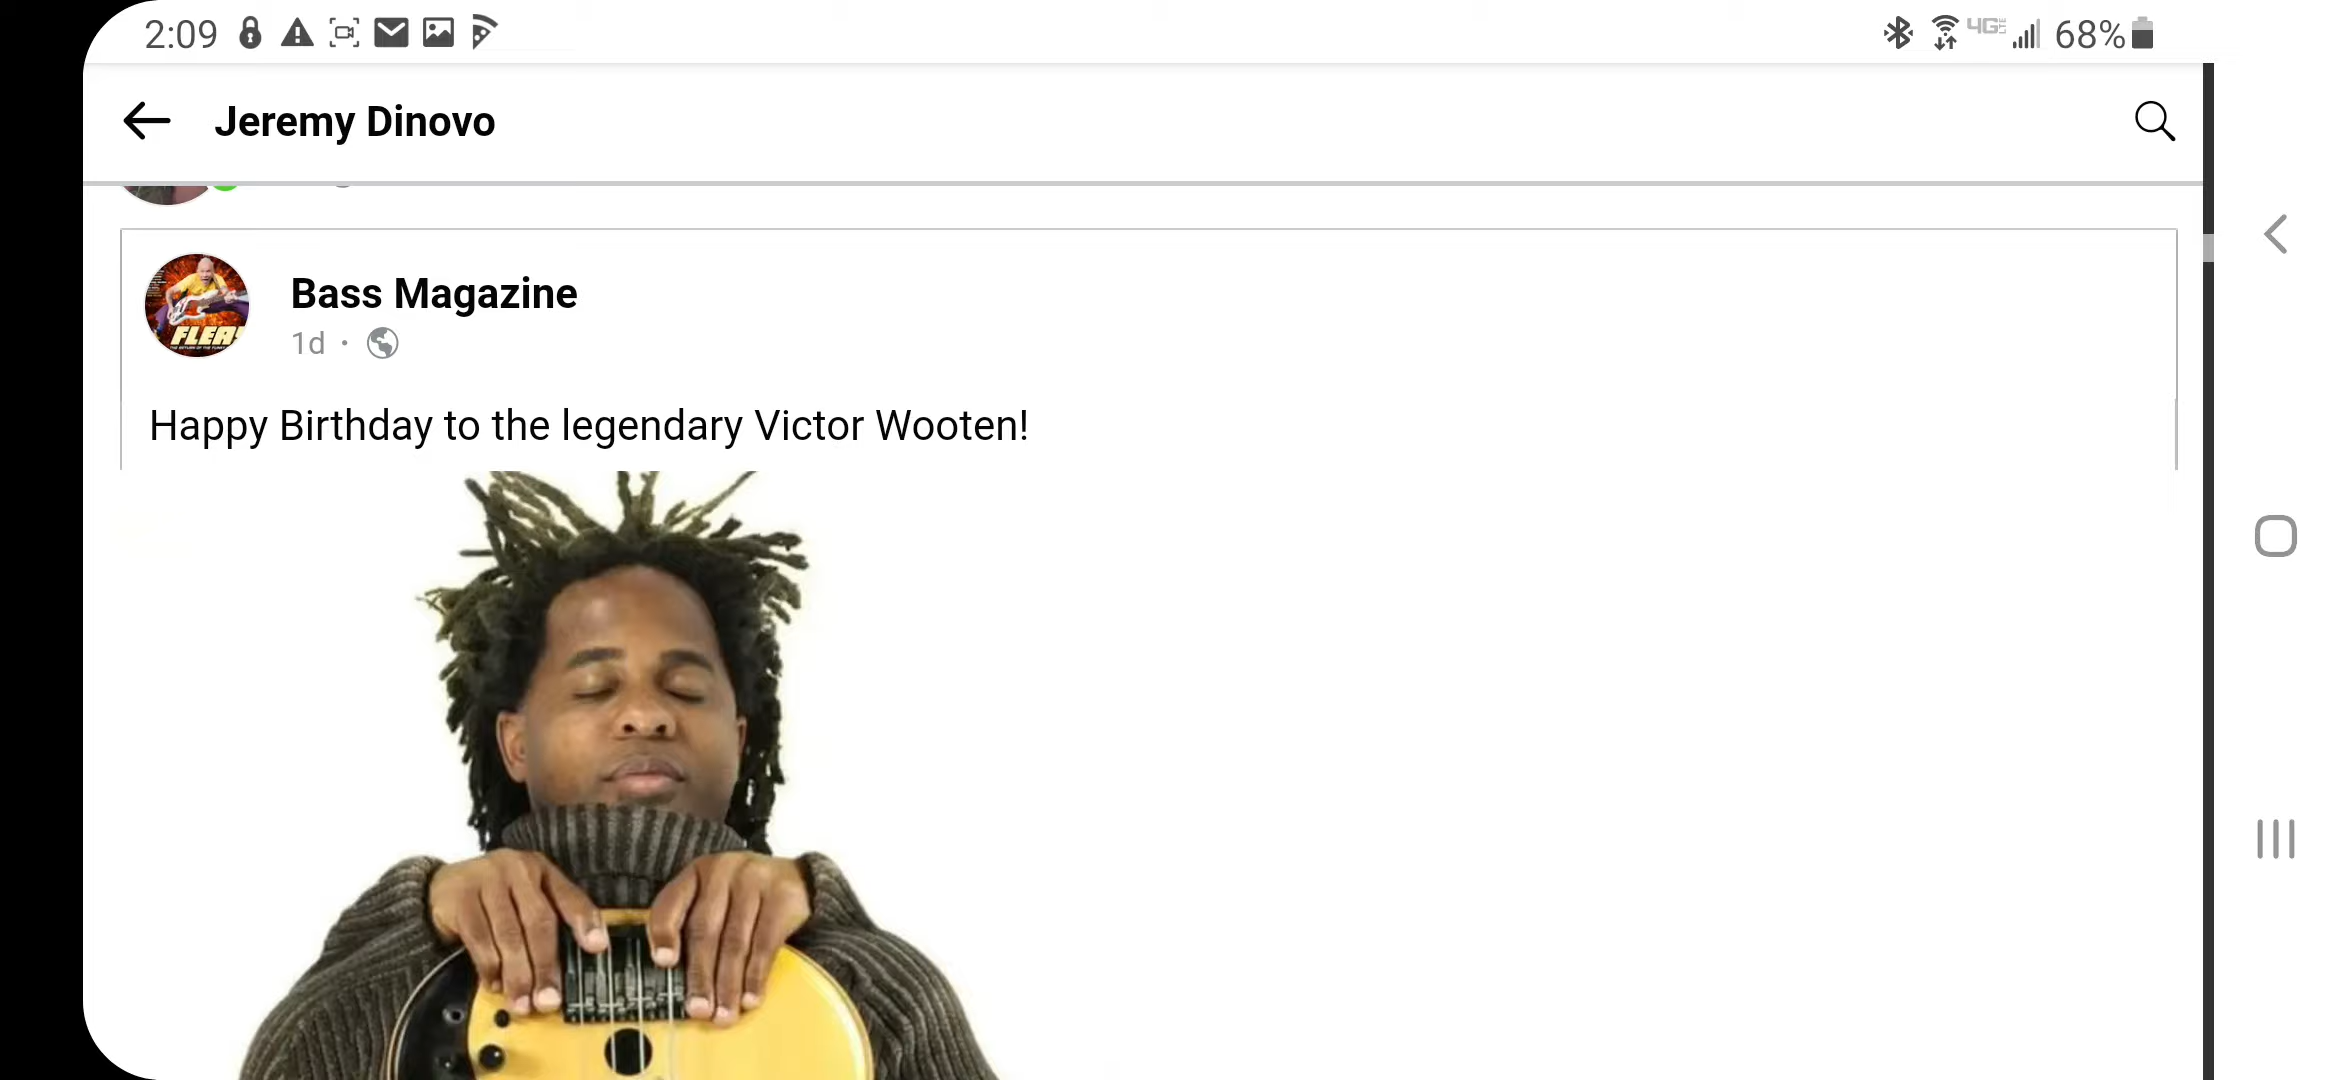 2:09
4G
68%
Jeremy Dinovo
Bass Magazine
FLEA
1d
Happy Birthday to the legendary Victor Wooten!